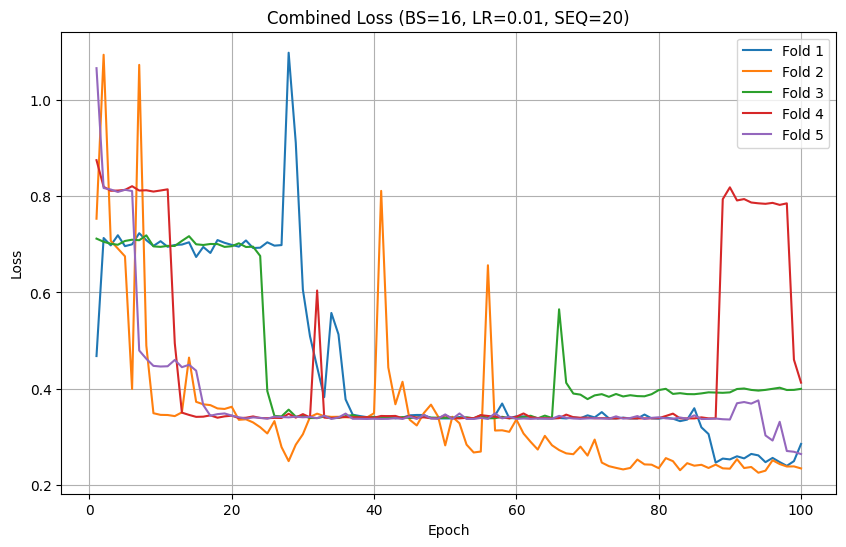 Combined Loss (BS=16, LR=0.01, SEQ=20)
Fold 1
Fold 2
Fold 3
Fold 4
Fold 5
Loss
1.0
0.8
0.6
0.4
0.2
0
20
40
60
80
100
Epoch